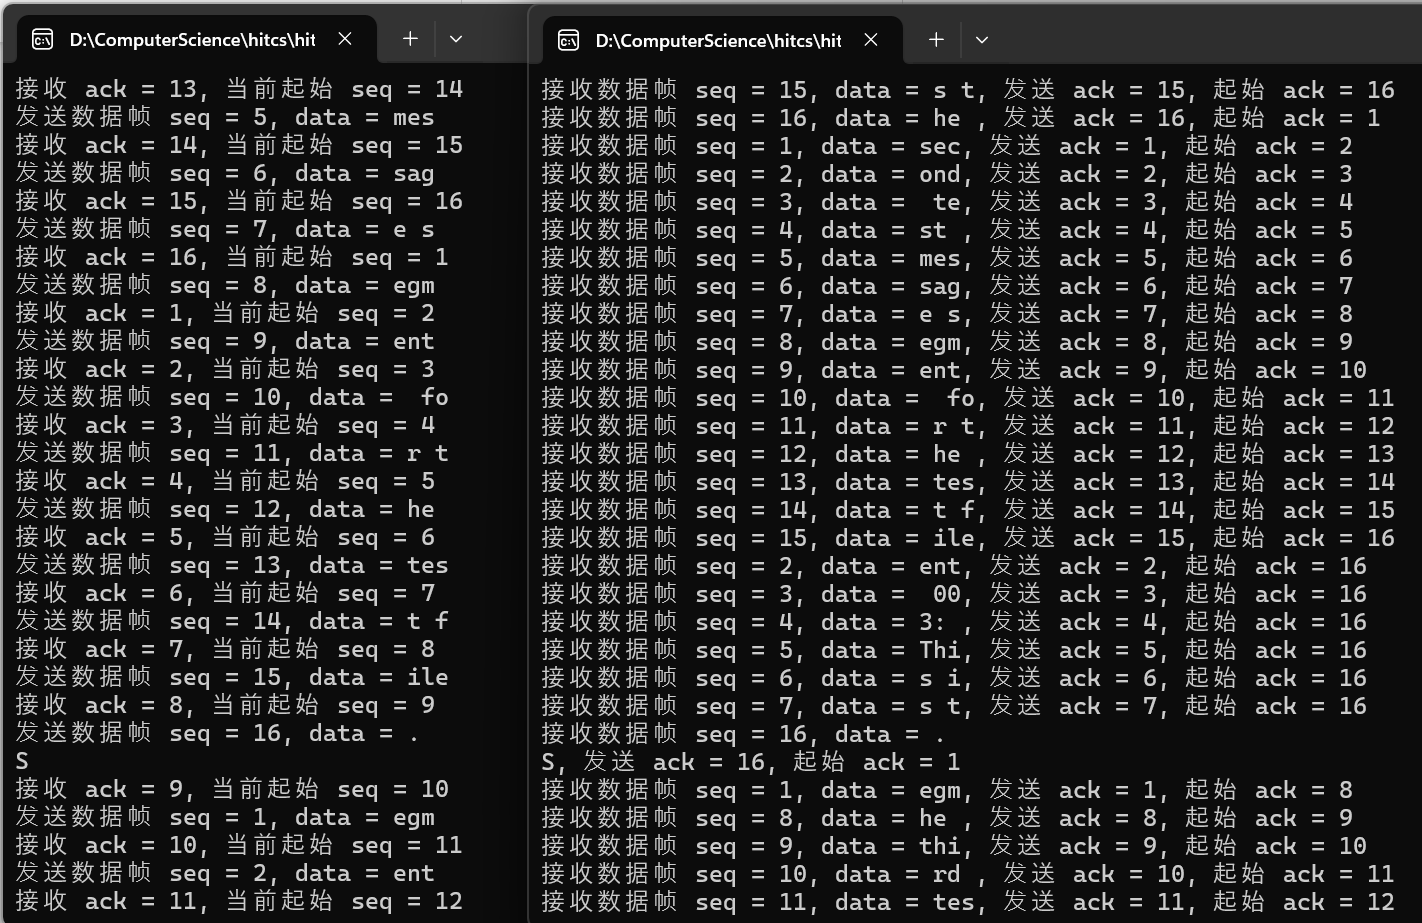 D:\ComputerScience\hitcs\hit
接收 ack = 13, 当前起始 seq = 14
发送数据帧 seq = 5, data = mes
接收 ack = 14, 当前起始 seq = 15
发送数据帧 seq = 6, data = sag
接收 ack = 15, 当前起始 seq = 16
发送数据帧 seq = 7, data = e s
接收 ack = 16, 当前起始 seq = 1
发送数据帧 seq = 8, data = egm
接收 ack = 1, 当前起始 seq = 2
发送数据帧 seq = 9, data = ent
接收 ack = 2, 当前起始 seq = 3
发送数据帧 seq = 10, data =  fo
接收 ack = 3, 当前起始 seq = 4
发送数据帧 seq = 11, data = r t
接收 ack = 4, 当前起始 seq = 5
发送数据帧 seq = 12, data = he
接收 ack = 5, 当前起始 seq = 6
发送数据帧 seq = 13, data = tes
接收 ack = 6, 当前起始 seq = 7
发送数据帧 seq = 14, data = t f
接收 ack = 7, 当前起始 seq = 8
发送数据帧 seq = 15, data = ile
接收 ack = 8, 当前起始 seq = 9
发送数据帧 seq = 16, data = .
S
接收 ack = 9, 当前起始 seq = 10
发送数据帧 seq = 1, data = egm
接收 ack = 10, 当前起始 seq = 11
发送数据帧 seq = 2, data = ent
接收 ack = 11, 当前起始 seq = 12
D:\ComputerScience\hitcs\hit
接收数据帧 seq = 15, data = s t, 发送 ack = 15, 起始 ack = 16
接收数据帧 seq = 16, data = he , 发送 ack = 16, 起始 ack = 1
接收数据帧 seq = 1, data = sec, 发送 ack = 1, 起始 ack = 2
接收数据帧 seq = 2, data = ond, 发送 ack = 2, 起始 ack = 3
接收数据帧 seq = 3, data =  te, 发送 ack = 3, 起始 ack = 4
接收数据帧 seq = 4, data = st , 发送 ack = 4, 起始 ack = 5
接收数据帧 seq = 5, data = mes, 发送 ack = 5, 起始 ack = 6
接收数据帧 seq = 6, data = sag, 发送 ack = 6, 起始 ack = 7
接收数据帧 seq = 7, data = e s, 发送 ack = 7, 起始 ack = 8
接收数据帧 seq = 8, data = egm, 发送 ack = 8, 起始 ack = 9
接收数据帧 seq = 9, data = ent, 发送 ack = 9, 起始 ack = 10
接收数据帧 seq = 10, data =  fo, 发送 ack = 10, 起始 ack = 11
接收数据帧 seq = 11, data = r t, 发送 ack = 11, 起始 ack = 12
接收数据帧 seq = 12, data = he , 发送 ack = 12, 起始 ack = 13
接收数据帧 seq = 13, data = tes, 发送 ack = 13, 起始 ack = 14
接收数据帧 seq = 14, data = t f, 发送 ack = 14, 起始 ack = 15
接收数据帧 seq = 15, data = ile, 发送 ack = 15, 起始 ack = 16
接收数据帧 seq = 2, data = ent, 发送 ack = 2, 起始 ack = 16
接收数据帧 seq = 3, data =  00, 发送 ack = 3, 起始 ack = 16
接收数据帧 seq = 4, data = 3: , 发送 ack = 4, 起始 ack = 16
接收数据帧 seq = 5, data = Thi, 发送 ack = 5, 起始 ack = 16
接收数据帧 seq = 6, data = s i, 发送 ack = 6, 起始 ack = 16
接收数据帧 seq = 7, data = s t, 发送 ack = 7, 起始 ack = 16
接收数据帧 seq = 16, data = .
S, 发送 ack = 16, 起始 ack = 1
接收数据帧 seq = 1, data = egm, 发送 ack = 1, 起始 ack = 8
接收数据帧 seq = 8, data = he , 发送 ack = 8, 起始 ack = 9
接收数据帧 seq = 9, data = thi, 发送 ack = 9, 起始 ack = 10
接收数据帧 seq = 10, data = rd , 发送 ack = 10, 起始 ack = 11
接收数据帧 seq = 11, data = tes, 发送 ack = 11, 起始 ack = 12